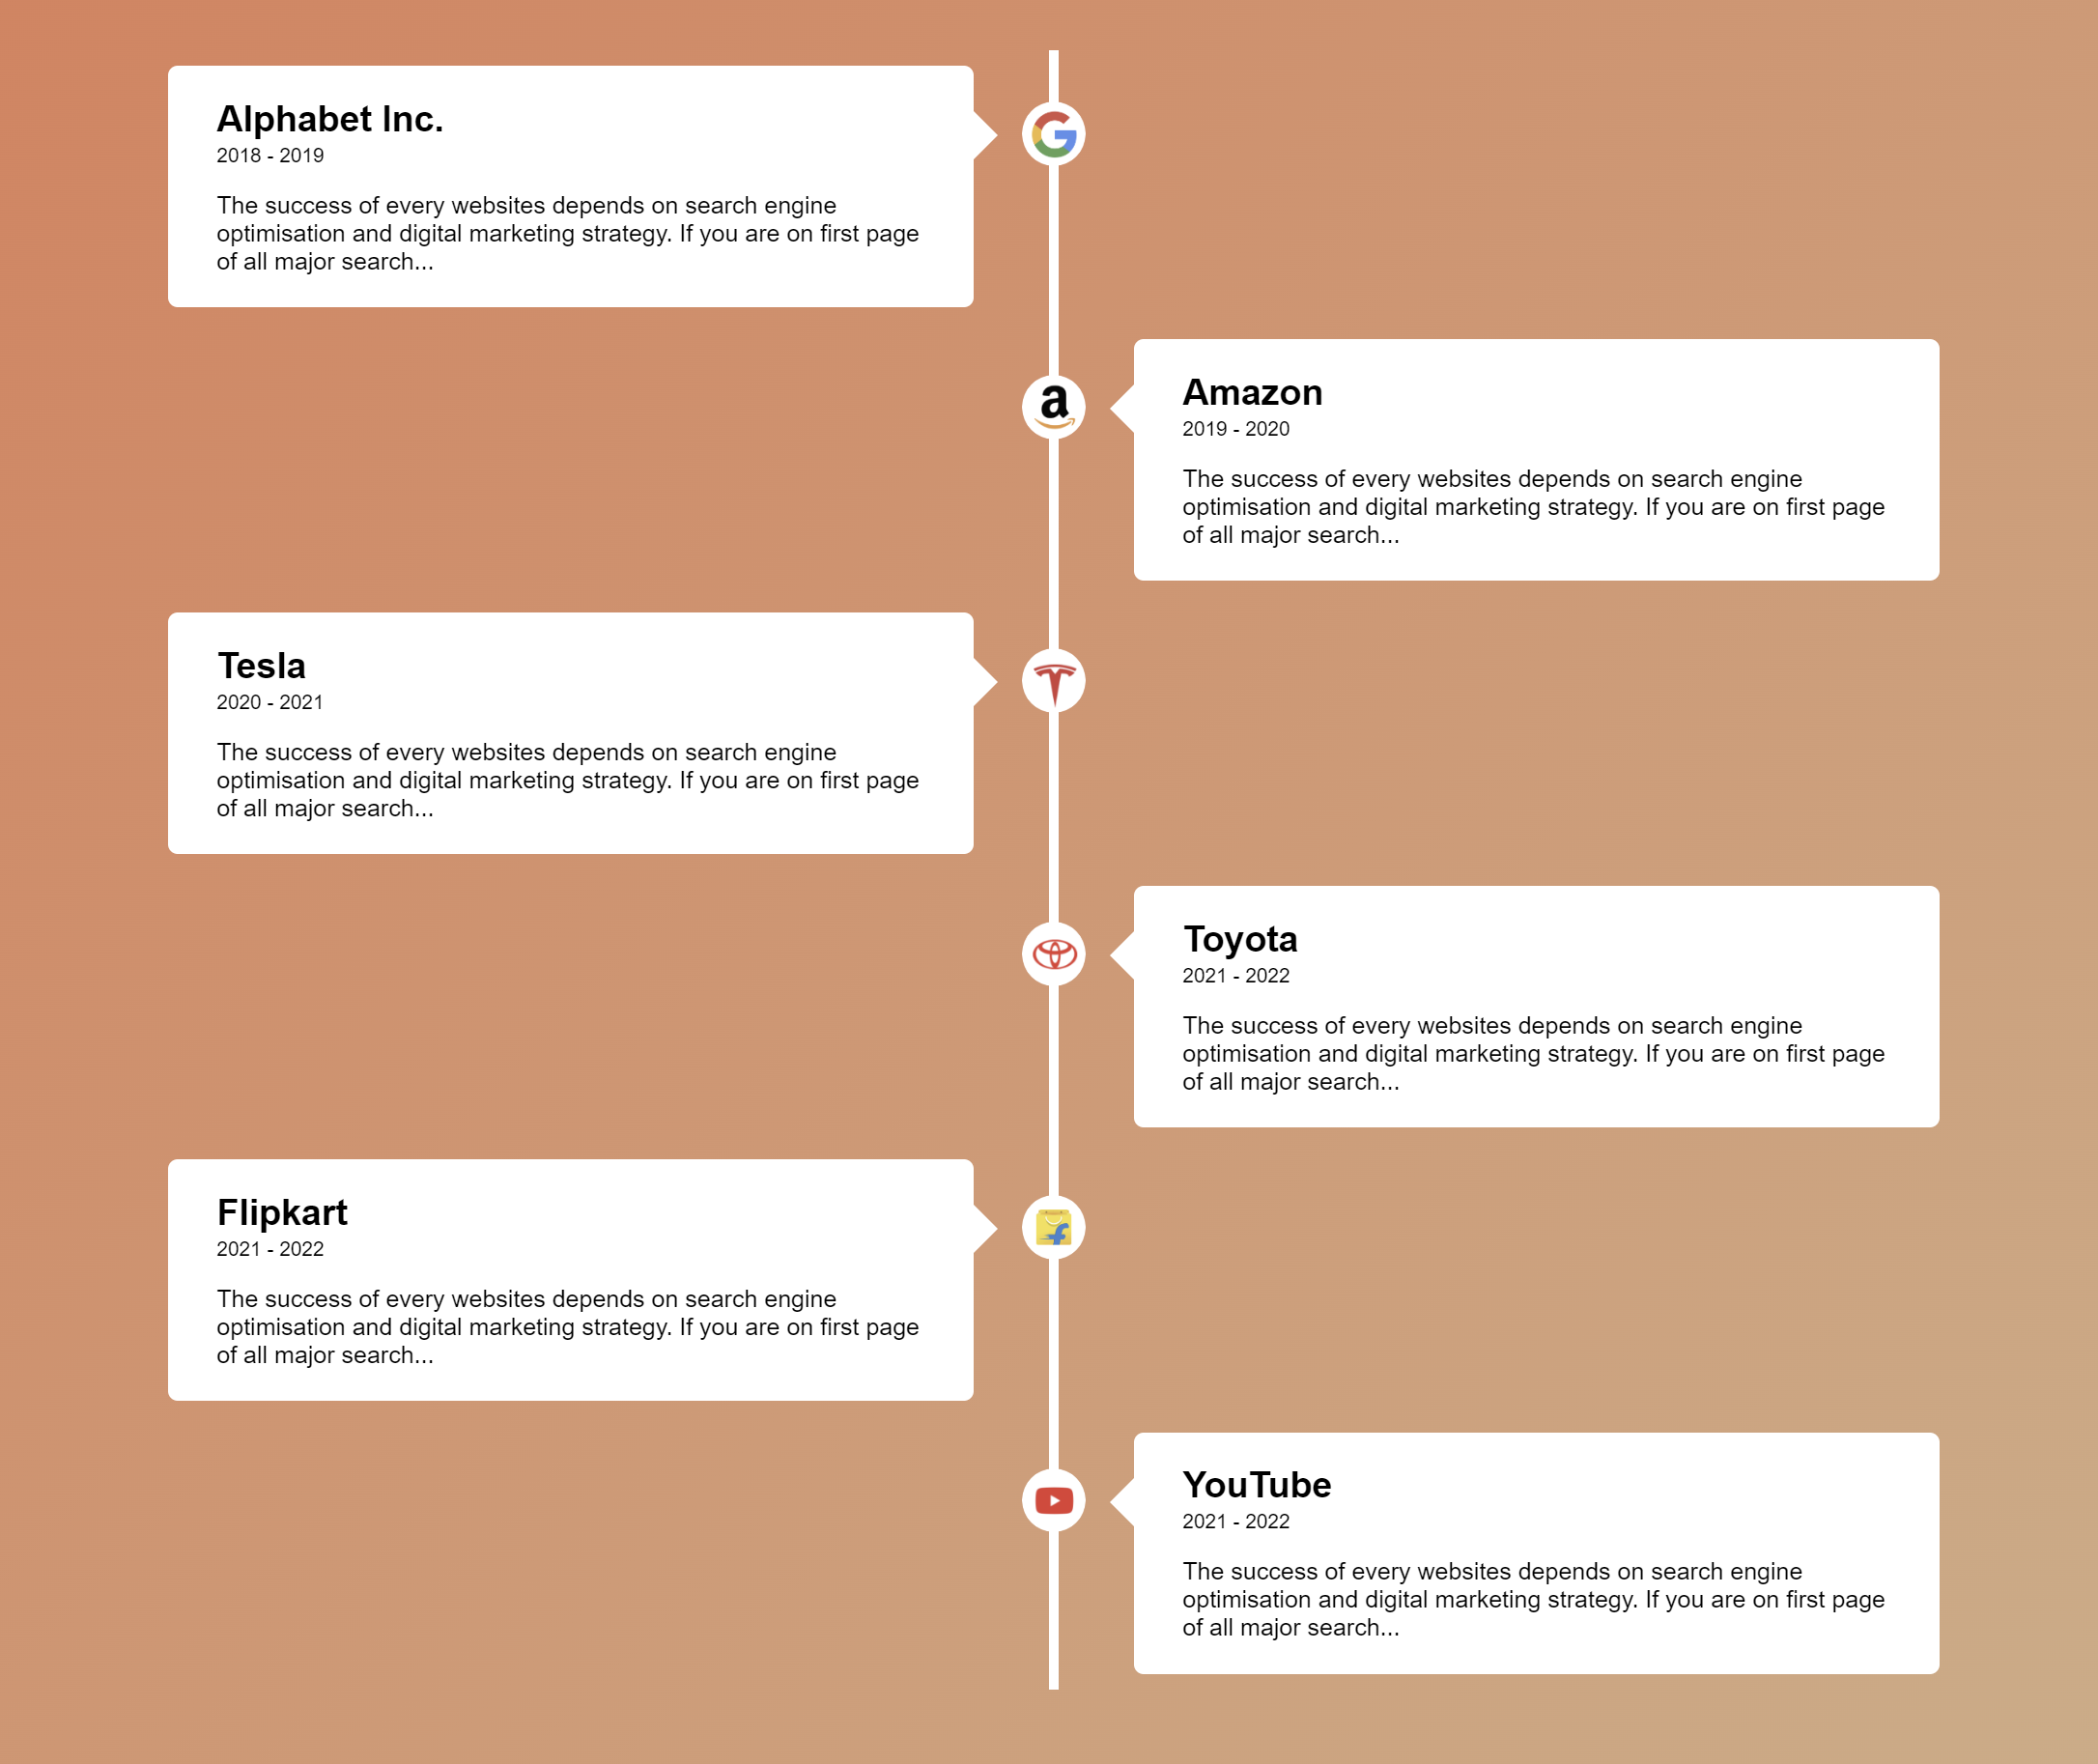 Alphabet Inc.
2018 - 2019
The success of every websites depends on search engine
optimisation and digital marketing strategy. If you are on first page
of all major search...
a
Amazon
2019 - 2020
The success of every websites depends on search engine
optimisation and digital marketing strategy. If you are on first page
of all major search...
Tesla
2020 - 2021
The success of every websites depends on search engine
optimisation and digital marketing strategy. If you are on first page
of all major search...
Toyota
2021 - 2022
The success of every websites depends on search engine
optimisation and digital marketing strategy. If you are on first page
of all major search...
Flipkart
2021 - 2022
The success of every websites depends on search engine
optimisation and digital marketing strategy. If you are on first page
of all major search...
YouTube
2021 - 2022
The success of every websites depends on search engine
optimisation and digital marketing strategy. If you are on first page
of all major search...